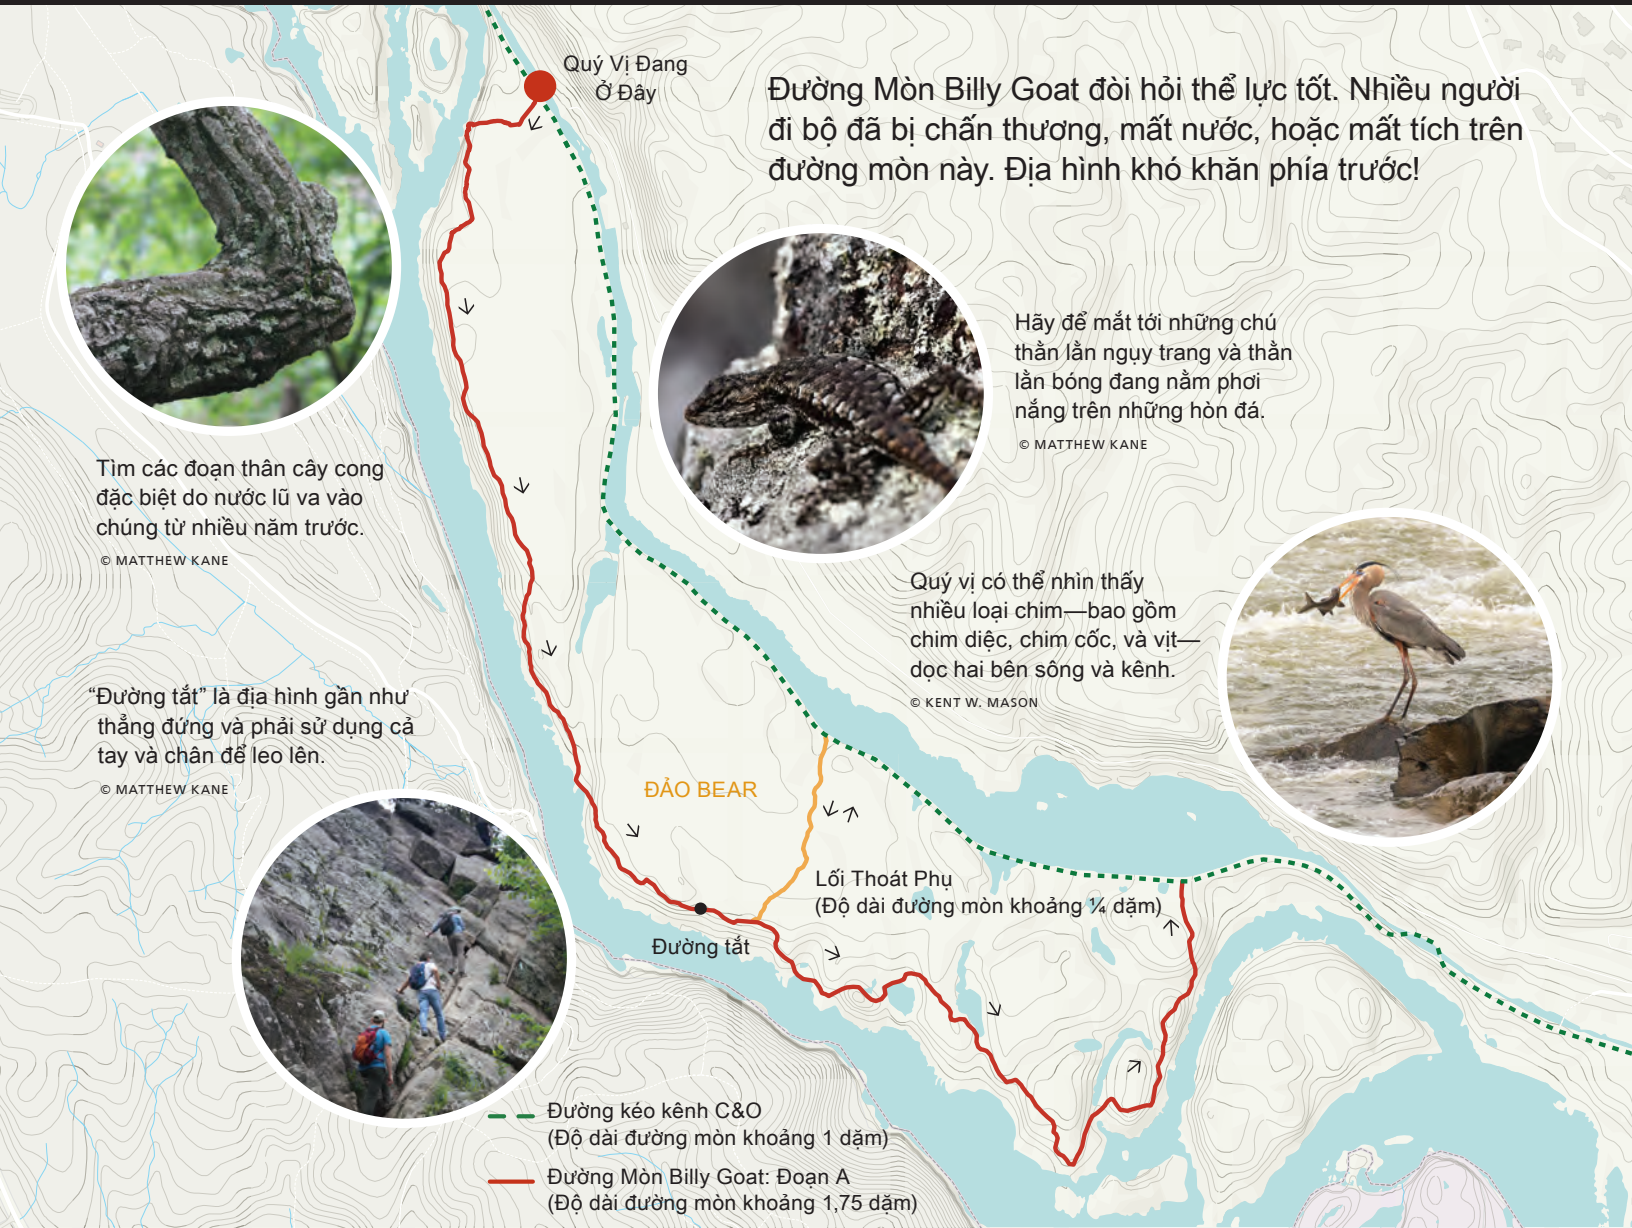 Quý Vị Đang
Ở Đây
Đường Mòn Billy Goat đòi hỏi thể lực tốt. Nhiều người
đi bộ đã bị chấn thương, mất nước, hoặc mất tích trên
đường mòn này. Địa hình khó khăn phía trước!
Hãy để mắt tới những chú
thằn lằn ngụy trang và thằn
lằn bóng đang nằm phơi
nắng trên những hòn đá.
© MATTHEW KANE
Tìm các đoạn thân cây cong
đặc biệt do nước lũ va vào
chúng từ nhiều năm trước.
© MATTHEW KANE
Quý vị có thể nhìn thấy
nhiều loại chim—bao gồm
chim diệc, chim cốc, và vịt—
dọc hai bên sông và kênh.
© KENT W. MASON
“Đường tắt” là địa hình gần như
thẳng đứng và phải sử dụng cả
tay và chân để leo lên.
© MATTHEW KANE
ĐẢO BEAR
Lối Thoát Phụ
(Độ dài đường mòn khoảng ¼ dặm)
Đường tắt
Đường kéo kênh C&O
(Độ dài đường mòn khoảng 1 dặm)
Đường Mòn Billy Goat: Đoạn A
(Độ dài đường mòn khoảng 1,75 dặm)